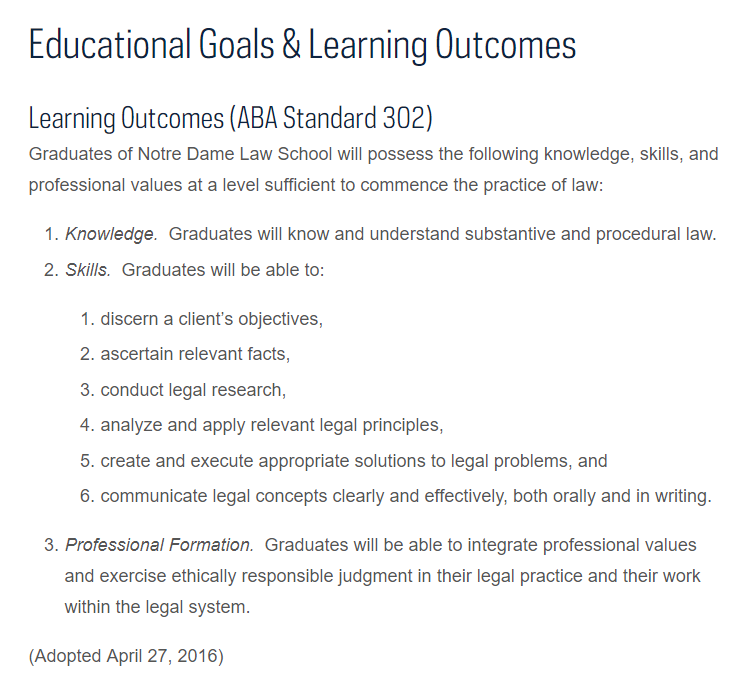 Educational Goals & Learning Outcomes
Learning Outcomes (ABA Standard 302)
Graduates of Notre Dame Law School will possess the following knowledge, skills, and
professional values at a level sufficient to commence the practice of law:
1. Knowledge.  Graduates will know and understand substantive and procedural law.
2. Skills.  Graduates will be able to:
1. discern a client’s objectives,
2. ascertain relevant facts,
3. conduct legal research,
4. analyze and apply relevant legal principles,
5. create and execute appropriate solutions to legal problems, and
6. communicate legal concepts clearly and effectively, both orally and in writing.
3. Professional Formation.  Graduates will be able to integrate professional values
and exercise ethically responsible judgment in their legal practice and their work
within the legal system.
(Adopted April 27, 2016)